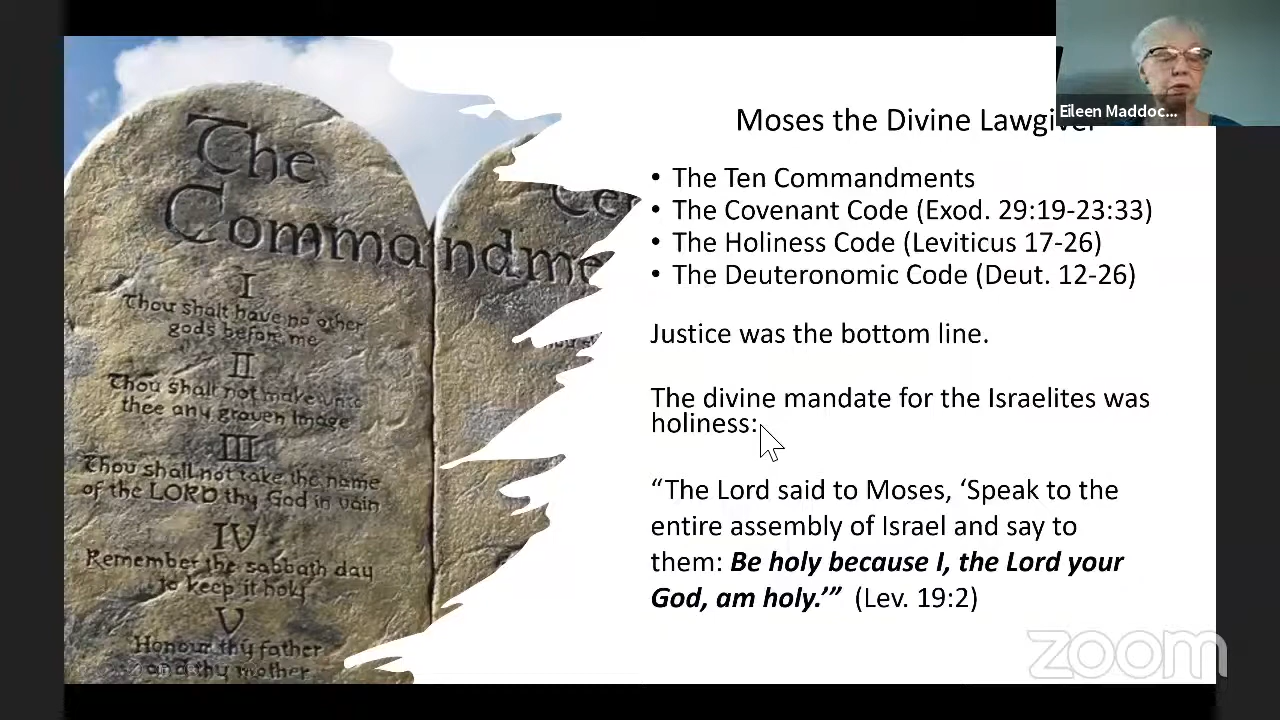 The
Commandme
I
Thou shalt have no other
gods before me
II
Thou shalt not make unto
thee any graven image
III
Thou shall not take the name
of the LORD thy God in vain
IV
Remember the sabbath day
to keep it holy
V
Honour thy father
and thy mother
Ten
Eileen Maddoc...
Moses the Divine Lawgiver
• The Ten Commandments
• The Covenant Code (Exod. 29:19-23:33)
• The Holiness Code (Leviticus 17-26)
• The Deuteronomic Code (Deut. 12-26)
Justice was the bottom line.
The divine mandate for the Israelites was
holiness:
“The Lord said to Moses, ‘Speak to the
entire assembly of Israel and say to
them: Be holy because I, the Lord your
God, am holy.’” (Lev. 19:2)
zoom